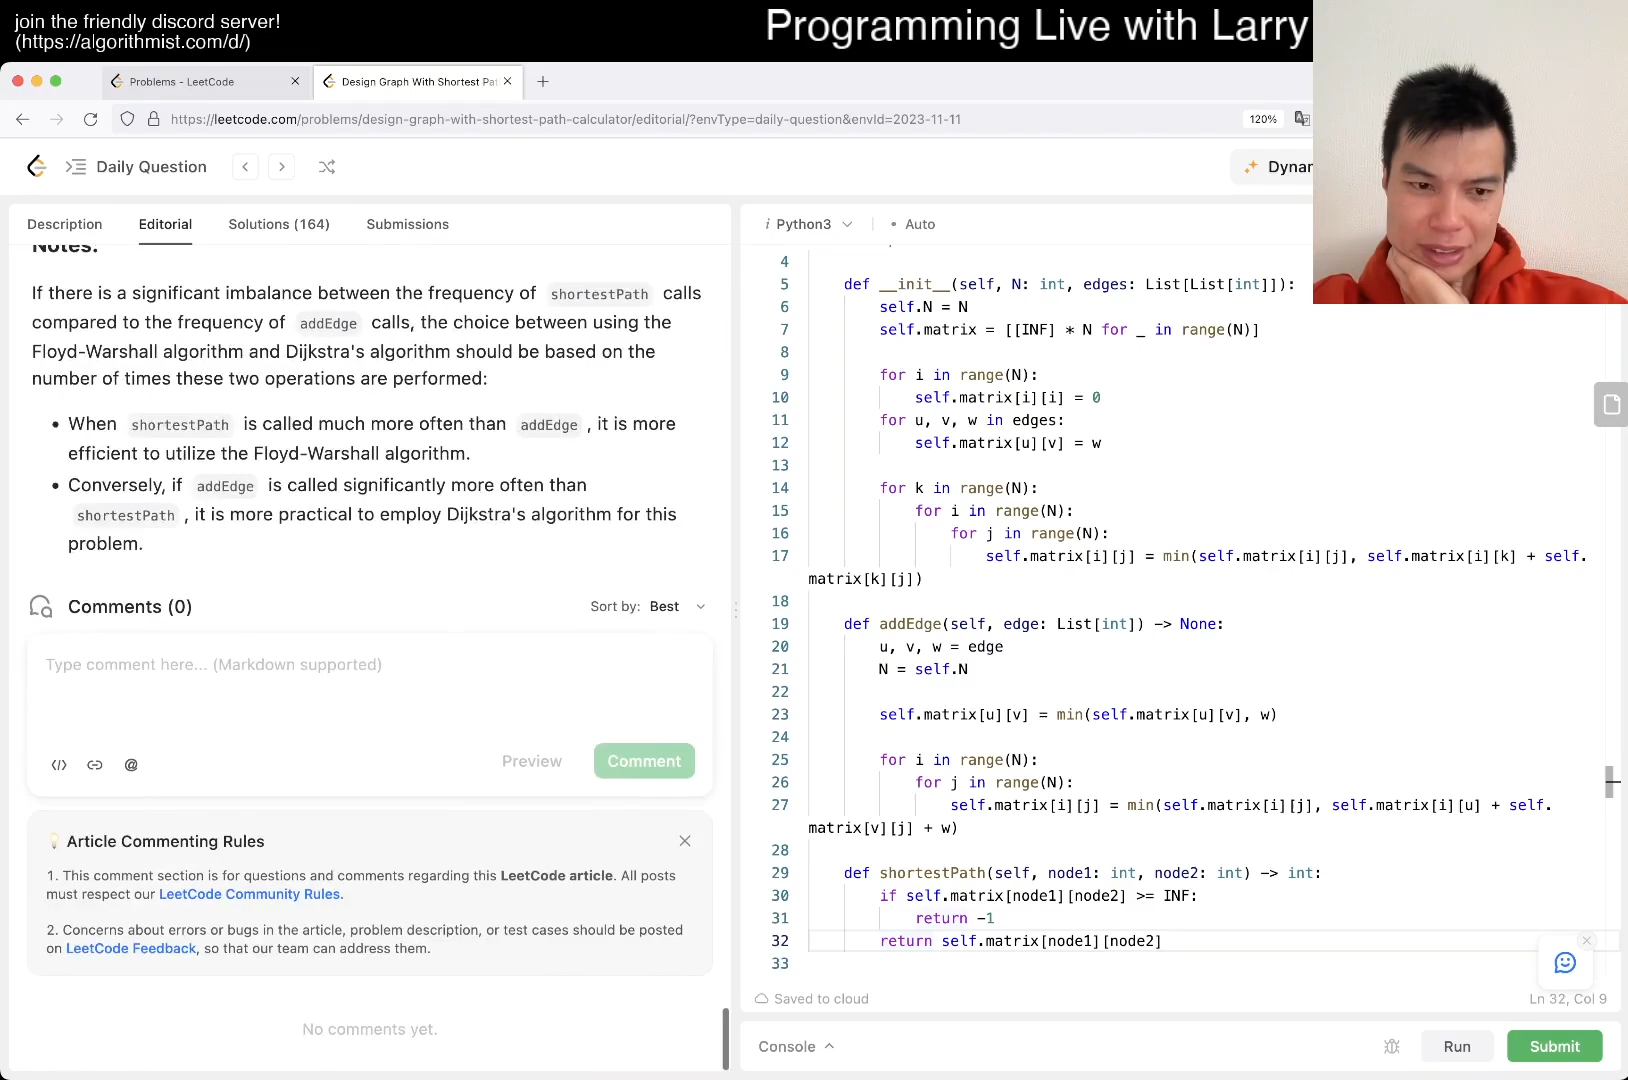 join the friendly discord server!
(https://algorithmist.com/d/)
Programming Live with Larry
Problems - LeetCode
Design Graph With Shortest Pat
https://leetcode.com/problems/design-graph-with-shortest-path-calculator/editorial/?envType=daily-question&envId=2023-11-11
120%
Daily Question
Dynar
Description
Editorial
Solutions (164)
Submissions
Python3
Auto
Notes:
If there is a significant imbalance between the frequency of shortestPath calls
compared to the frequency of addEdge calls, the choice between using the
Floyd-Warshall algorithm and Dijkstra's algorithm should be based on the
number of times these two operations are performed:
• When shortestPath is called much more often than addEdge , it is more
efficient to utilize the Floyd-Warshall algorithm.
• Conversely, if addEdge is called significantly more often than
shortestPath , it is more practical to employ Dijkstra's algorithm for this
problem.
Comments (0)
Sort by: Best
Type comment here... (Markdown supported)
</> @
Preview
Comment
Article Commenting Rules
1. This comment section is for questions and comments regarding this LeetCode article. All posts
must respect our LeetCode Community Rules.
2. Concerns about errors or bugs in the article, problem description, or test cases should be posted
on LeetCode Feedback, so that our team can address them.
No comments yet.
4
5 def __init__(self, N: int, edges: List[List[int]]):
6 self.N = N
7 self.matrix = [[INF] * N for _ in range(N)]
8
9 for i in range(N):
10 self.matrix[i][i] = 0
11 for u, v, w in edges:
12 self.matrix[u][v] = w
13
14 for k in range(N):
15 for i in range(N):
16 for j in range(N):
17 self.matrix[i][j] = min(self.matrix[i][j], self.matrix[i][k] + self.
matrix[k][j])
18
19 def addEdge(self, edge: List[int]) -> None:
20 u, v, w = edge
21 N = self.N
22
23 self.matrix[u][v] = min(self.matrix[u][v], w)
24
25 for i in range(N):
26 for j in range(N):
27 self.matrix[i][j] = min(self.matrix[i][j], self.matrix[i][u] + self.
matrix[v][j] + w)
28
29 def shortestPath(self, node1: int, node2: int) -> int:
30 if self.matrix[node1][node2] >= INF:
31 return -1
32 return self.matrix[node1][node2]
33
Saved to cloud
Ln 32, Col 9
Console
Run
Submit